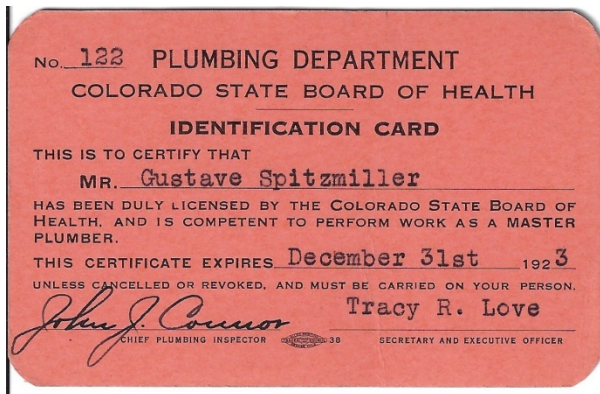 No. 122 PLUMBING DEPARTMENT
COLORADO STATE BOARD OF HEALTH
IDENTIFICATION CARD
THIS IS TO CERTIFY THAT
MR. Gustave Spitzmiller
HAS BEEN DULY LICENSED BY THE COLORADO STATE BOARD OF
HEALTH, AND IS COMPETENT TO PERFORM WORK AS A MASTER
PLUMBER.
THIS CERTIFICATE EXPIRES December 31st 1923
UNLESS CANCELLED OR REVOKED, AND MUST BE CARRIED ON YOUR PERSON.
John J. Connor Tracy R. Love
CHIEF PLUMBING INSPECTOR 38 SECRETARY AND EXECUTIVE OFFICER